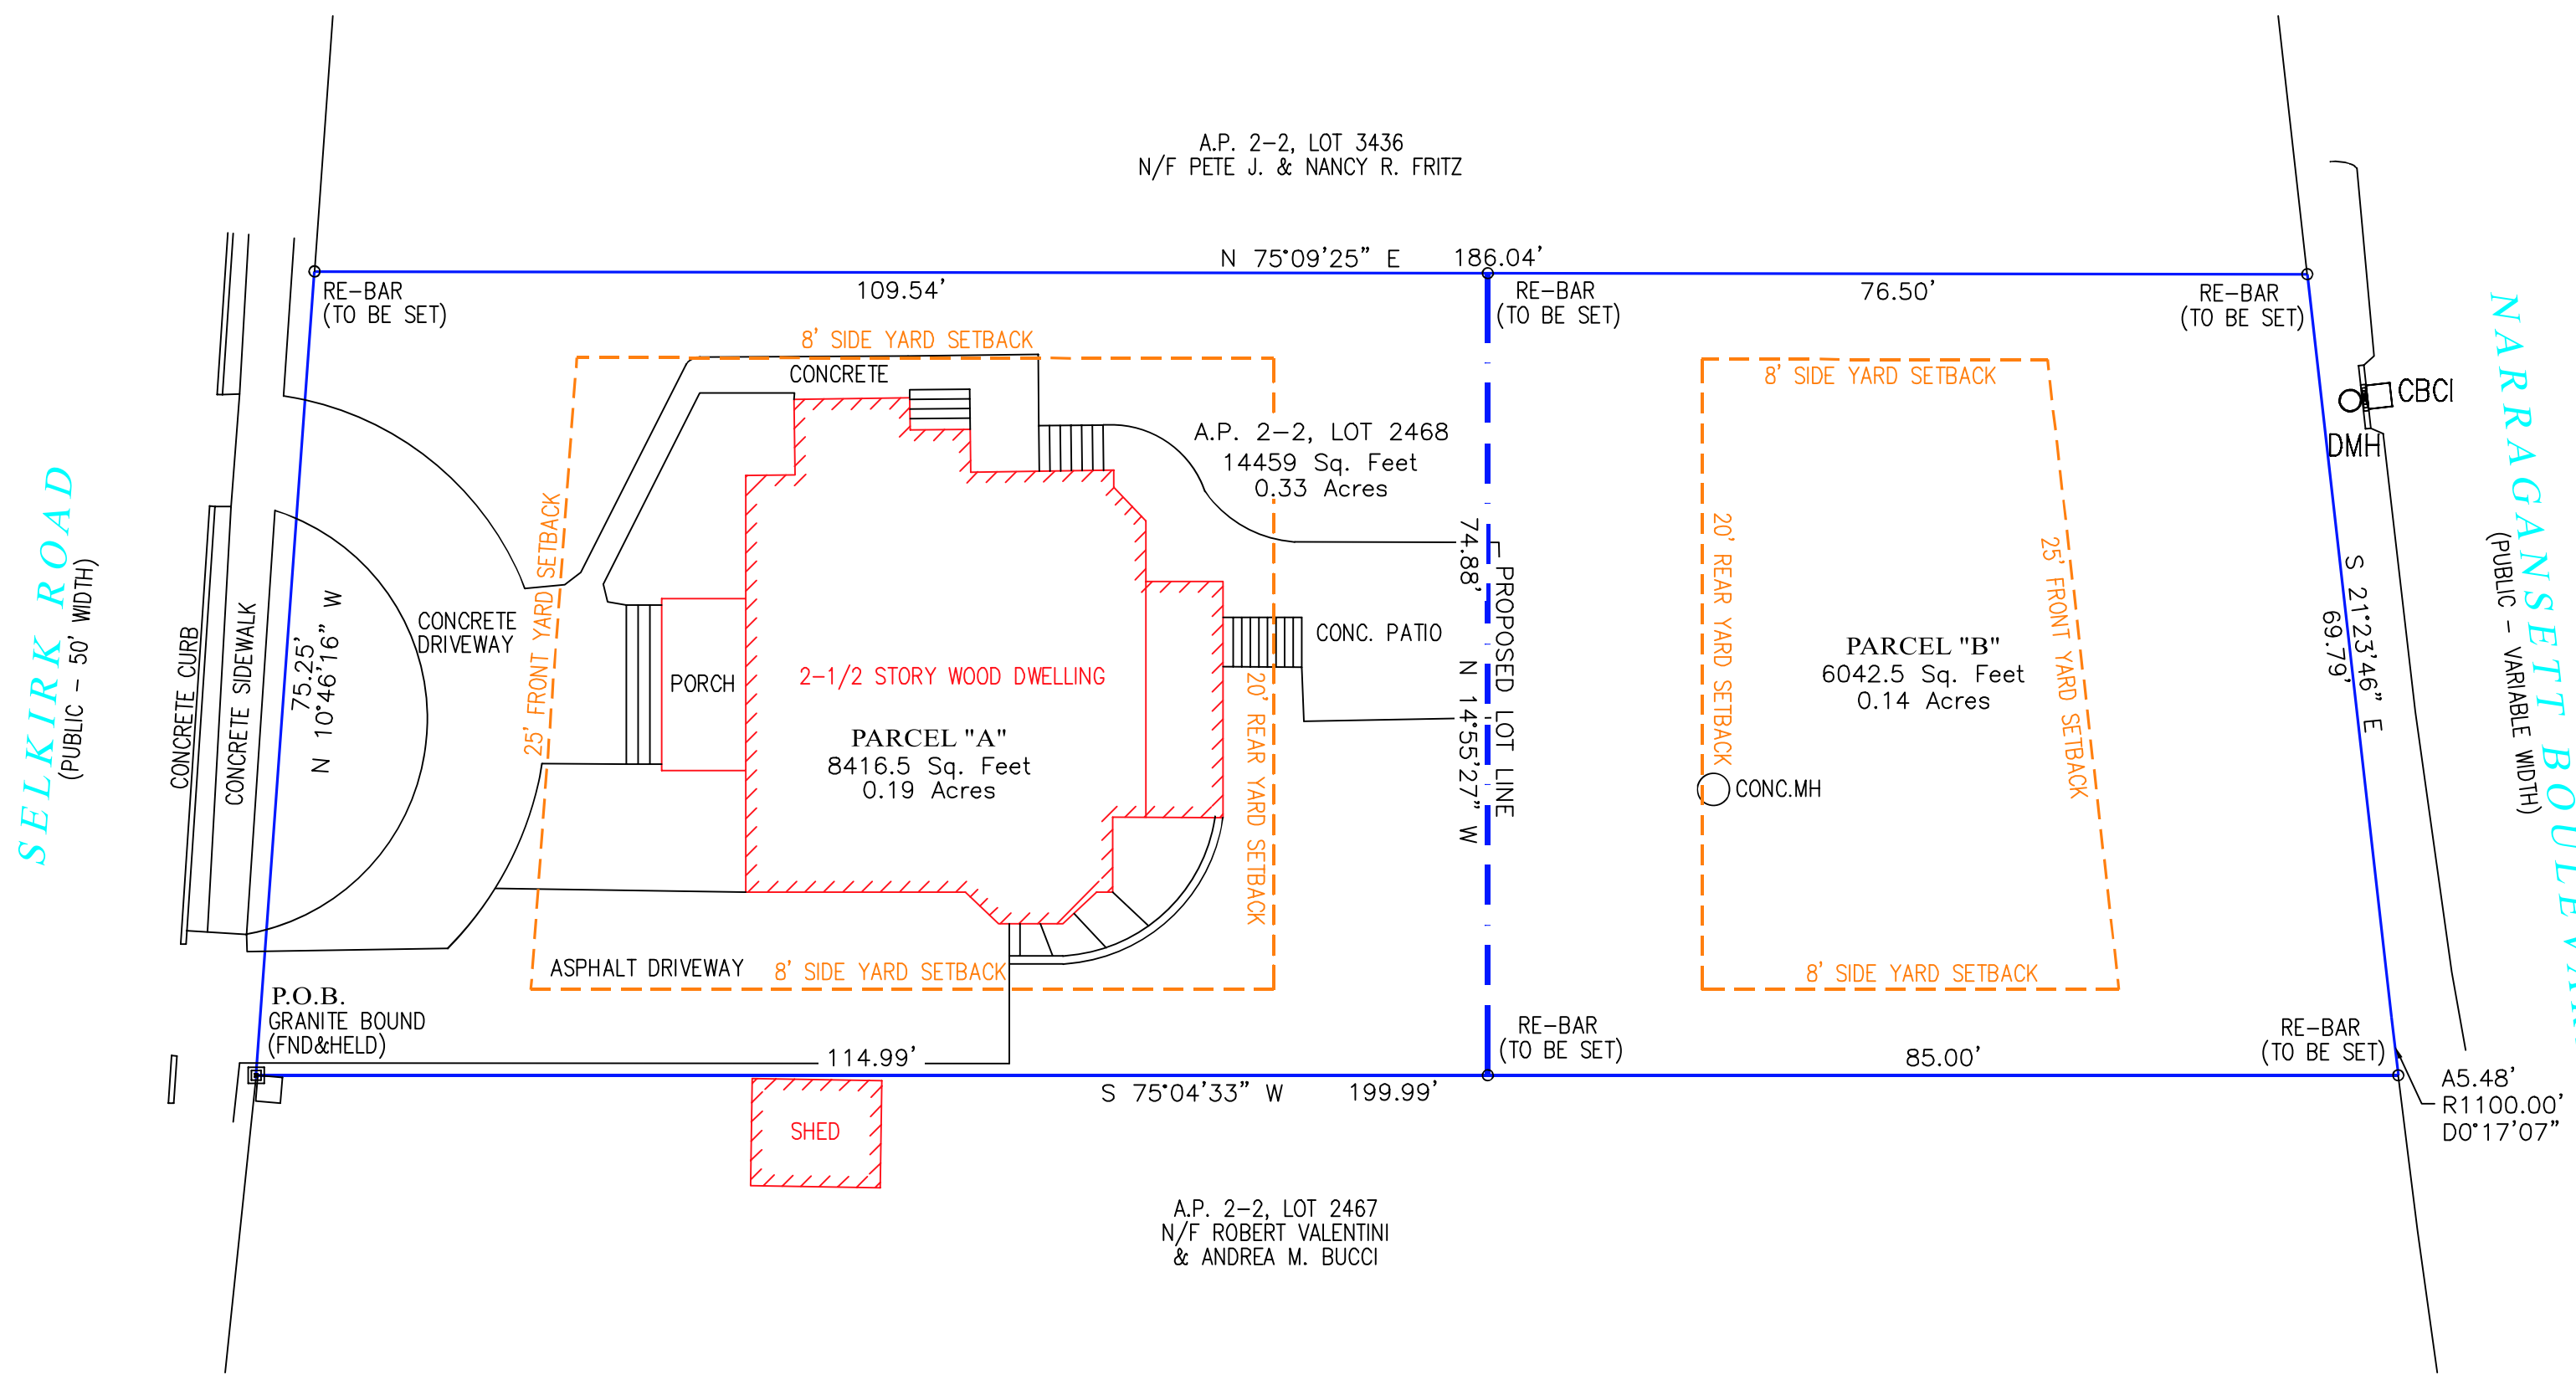 A.P. 2-2, LOT 3436
N/F PETE J. & NANCY R. FRITZ
N 75°09'25" E 186.04'
109.54'
76.50'
RE-BAR
(TO BE SET)
RE-BAR
(TO BE SET)
RE-BAR
(TO BE SET)
8' SIDE YARD SETBACK
CONCRETE
8' SIDE YARD SETBACK
CBCI
DMH
A.P. 2-2, LOT 2468
14459 Sq. Feet
0.33 Acres
SELKIRK ROAD
(PUBLIC - 50' WIDTH)
CONCRETE CURB
CONCRETE SIDEWALK
75.25'
N 10°46'16" W
CONCRETE
DRIVEWAY
25' FRONT YARD SETBACK
PORCH
2-1/2 STORY WOOD DWELLING
PARCEL "A"
8416.5 Sq. Feet
0.19 Acres
20' REAR YARD SETBACK
CONC. PATIO
74.88' N 14°55'27" W
PROPOSED LOT LINE
20' REAR YARD SETBACK
CONC.MH
PARCEL "B"
6042.5 Sq. Feet
0.14 Acres
25' FRONT YARD SETBACK
S 21°23'46" E
69.79'
NARRAGANSETT BOULEVA
(PUBLIC - VARIABLE WIDTH)
ASPHALT DRIVEWAY
8' SIDE YARD SETBACK
8' SIDE YARD SETBACK
P.O.B.
GRANITE BOUND
(FND&HELD)
RE-BAR
(TO BE SET)
RE-BAR
(TO BE SET)
114.99'
85.00'
S 75°04'33" W 199.99'
A5.48'
R1100.00'
D0°17'07"
SHED
A.P. 2-2, LOT 2467
N/F ROBERT VALENTINI
& ANDREA M. BUCCI